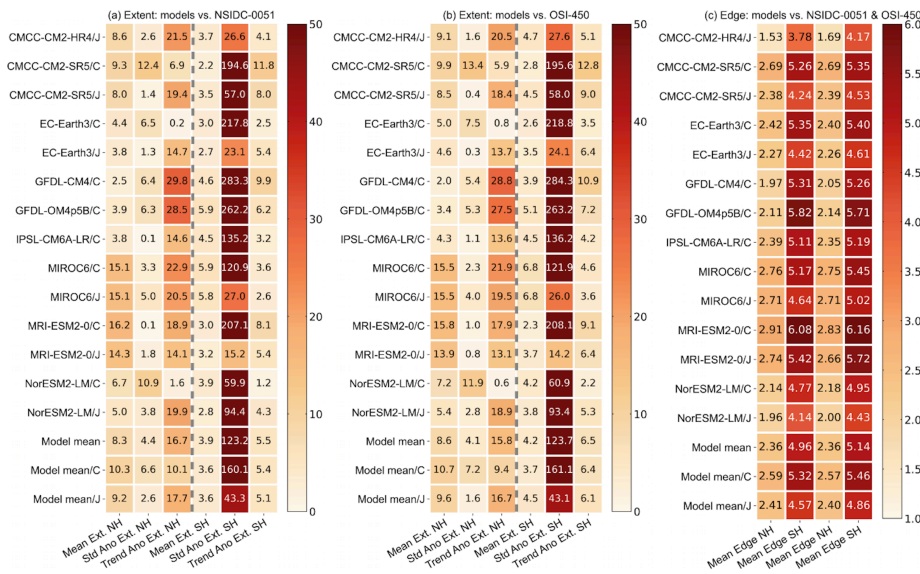 (a) Extent: models vs. NSIDC-0051
CMCC-CM2-HR4/J 8.6 2.6 21.5 3.7 26.6 4.1
CMCC-CM2-SR5/C 9.3 12.4 6.9 2.2 194.6 11.8
CMCC-CM2-SR5/J 8.0 1.4 19.4 3.5 57.0 8.0
EC-Earth3/C 4.4 6.5 0.2 3.0 217.8 2.5
EC-Earth3/J 3.8 1.3 14.7 2.7 23.1 5.4
GFDL-CM4/C 2.5 6.4 29.8 4.6 283.3 9.9
GFDL-OM4p5B/C 3.9 6.3 28.5 5.9 262.2 6.2
IPSL-CM6A-LR/C 3.8 0.1 14.6 4.5 135.2 3.2
MIROC6/C 15.1 3.3 22.9 5.9 120.9 3.6
MIROC6/J 15.1 5.0 20.5 5.8 27.0 2.6
MRI-ESM2-0/C 16.2 0.1 18.9 3.0 207.1 8.1
MRI-ESM2-0/J 14.3 1.8 14.1 3.2 15.2 5.4
NorESM2-LM/C 6.7 10.9 1.6 3.9 59.9 1.2
NorESM2-LM/J 5.0 3.8 19.9 2.8 94.4 4.3
Model mean 8.3 4.4 16.7 3.9 123.2 5.5
Model mean/C 10.3 6.6 10.1 3.6 160.1 5.4
Model mean/J 9.2 2.6 17.7 3.6 43.3 5.1
Mean Ext. NH
Std Ano Ext. NH
Trend Ano Ext. NH
Mean Ext. SH
Std Ano Ext. SH
Trend Ano Ext. SH
50
40
30
20
10
0
(b) Extent: models vs. OSI-450
CMCC-CM2-HR4/J 9.1 1.6 20.5 4.7 27.6 5.1
CMCC-CM2-SR5/C 9.9 13.4 5.9 2.8 195.6 12.8
CMCC-CM2-SR5/J 8.5 0.4 18.4 4.5 58.0 9.0
EC-Earth3/C 5.0 7.5 0.8 2.6 218.8 3.5
EC-Earth3/J 4.6 0.3 13.7 3.5 24.1 6.4
GFDL-CM4/C 2.0 5.4 28.8 4.3 284.3 10.9
GFDL-OM4p5B/C 3.4 5.3 27.5 5.1 263.2 7.2
IPSL-CM6A-LR/C 4.3 1.1 13.6 4.5 136.2 4.2
MIROC6/C 15.5 2.3 21.9 6.8 121.9 4.6
MIROC6/J 15.5 4.0 19.5 6.8 26.0 3.6
MRI-ESM2-0/C 15.8 1.0 17.9 2.3 208.1 9.1
MRI-ESM2-0/J 13.9 0.8 13.1 3.7 14.2 6.4
NorESM2-LM/C 7.2 11.9 0.6 4.2 60.9 2.2
NorESM2-LM/J 5.4 2.8 18.9 3.8 93.4 5.3
Model mean 8.6 4.1 15.8 4.4 123.7 6.5
Model mean/C 10.7 7.2 9.4 3.7 161.1 6.4
Model mean/J 9.6 1.6 16.7 4.5 43.1 6.1
Mean Ext. NH
Std Ano Ext. NH
Trend Ano Ext. NH
Mean Ext. SH
Std Ano Ext. SH
Trend Ano Ext. SH
50
40
30
20
10
0
(c) Edge: models vs. NSIDC-0051 & OSI-450
CMCC-CM2-HR4/J 1.53 3.78 1.69 4.17
CMCC-CM2-SR5/C 2.69 5.26 2.69 5.35
CMCC-CM2-SR5/J 2.38 4.24 2.39 4.53
EC-Earth3/C 2.42 5.35 2.40 5.40
EC-Earth3/J 2.27 4.42 2.26 4.61
GFDL-CM4/C 1.97 5.31 2.05 5.26
GFDL-OM4p5B/C 2.11 5.82 2.14 5.71
IPSL-CM6A-LR/C 2.39 5.11 2.35 5.19
MIROC6/C 2.76 5.17 2.75 5.45
MIROC6/J 2.71 4.64 2.71 5.02
MRI-ESM2-0/C 2.91 6.08 2.83 6.16
MRI-ESM2-0/J 2.74 5.42 2.66 5.72
NorESM2-LM/C 2.14 4.77 2.18 4.95
NorESM2-LM/J 1.96 4.14 2.00 4.43
Model mean 2.36 4.96 2.36 5.14
Model mean/C 2.59 5.32 2.57 5.46
Model mean/J 2.41 4.57 2.40 4.86
Mean Edge NH
Mean Edge SH
Mean Edge NH
Mean Edge SH
6.0
5.5
5.0
4.5
4.0
3.5
3.0
2.5
2.0
1.5
1.0